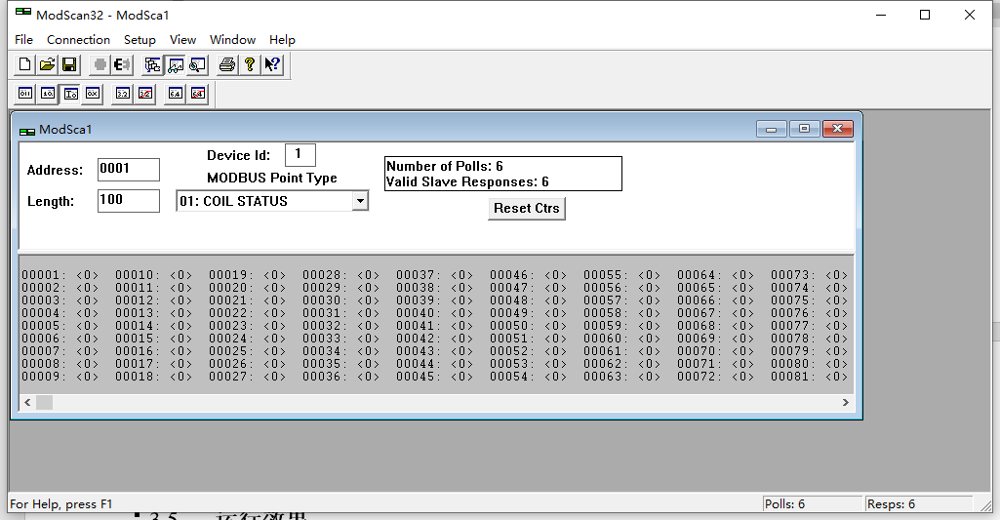 ModScan32 - ModSca1
File Connection Setup View Window Help
ModSca1
Device Id: 1
Address: 0001
MODBUS Point Type
Length: 100
01: COIL STATUS
Number of Polls: 6
Valid Slave Responses: 6
Reset Ctrs
00001: <0> 00010: <0> 00019: <0> 00028: <0> 00037: <0> 00046: <0> 00055: <0> 00064: <0> 00073: <0>
00002: <0> 00011: <0> 00020: <0> 00029: <0> 00038: <0> 00047: <0> 00056: <0> 00065: <0> 00074: <0>
00003: <0> 00012: <0> 00021: <0> 00030: <0> 00039: <0> 00048: <0> 00057: <0> 00066: <0> 00075: <0>
00004: <0> 00013: <0> 00022: <0> 00031: <0> 00040: <0> 00049: <0> 00058: <0> 00067: <0> 00076: <0>
00005: <0> 00014: <0> 00023: <0> 00032: <0> 00041: <0> 00050: <0> 00059: <0> 00068: <0> 00077: <0>
00006: <0> 00015: <0> 00024: <0> 00033: <0> 00042: <0> 00051: <0> 00060: <0> 00069: <0> 00078: <0>
00007: <0> 00016: <0> 00025: <0> 00034: <0> 00043: <0> 00052: <0> 00061: <0> 00070: <0> 00079: <0>
00008: <0> 00017: <0> 00026: <0> 00035: <0> 00044: <0> 00053: <0> 00062: <0> 00071: <0> 00080: <0>
00009: <0> 00018: <0> 00027: <0> 00036: <0> 00045: <0> 00054: <0> 00063: <0> 00072: <0> 00081: <0>
For Help, press F1
Polls: 6
Resps: 6
3.5 运行效果